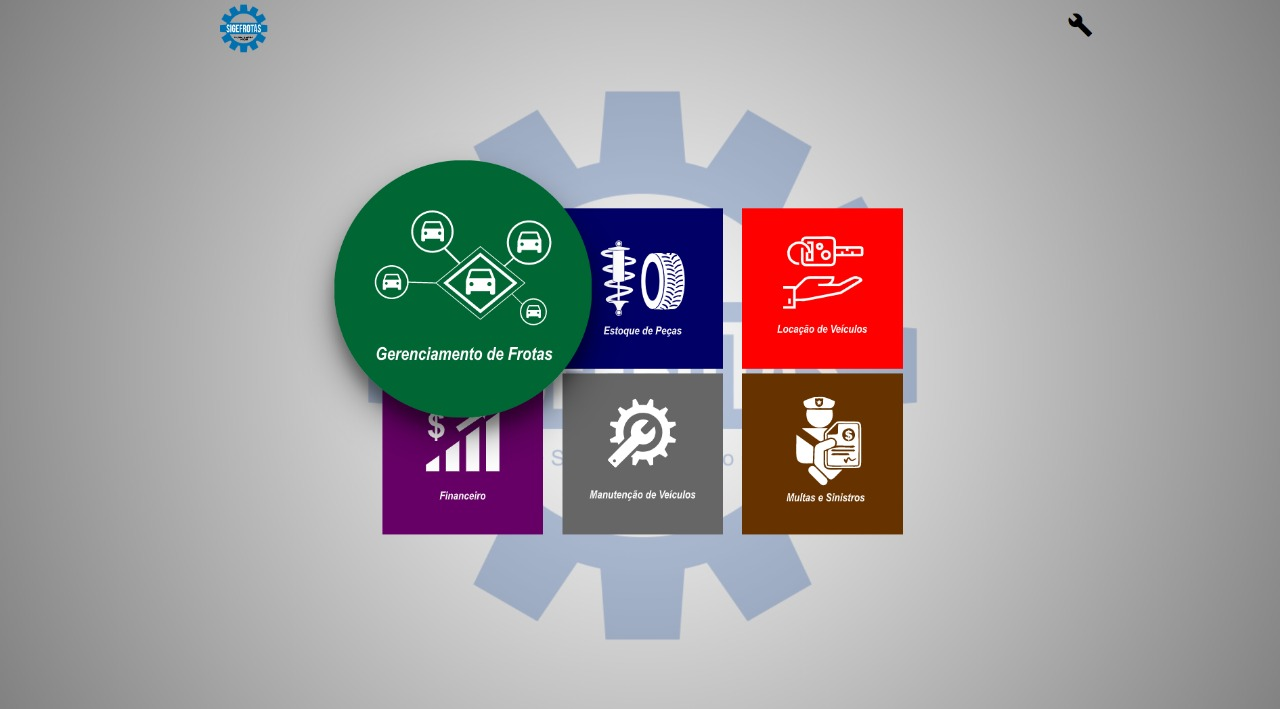 SIGEFROTAS
Gerenciamento de Frotas
Estoque de Peças
Locação de Veículos
$
Financeiro
Manutenção de Veículos
$
Multas e Sinistros